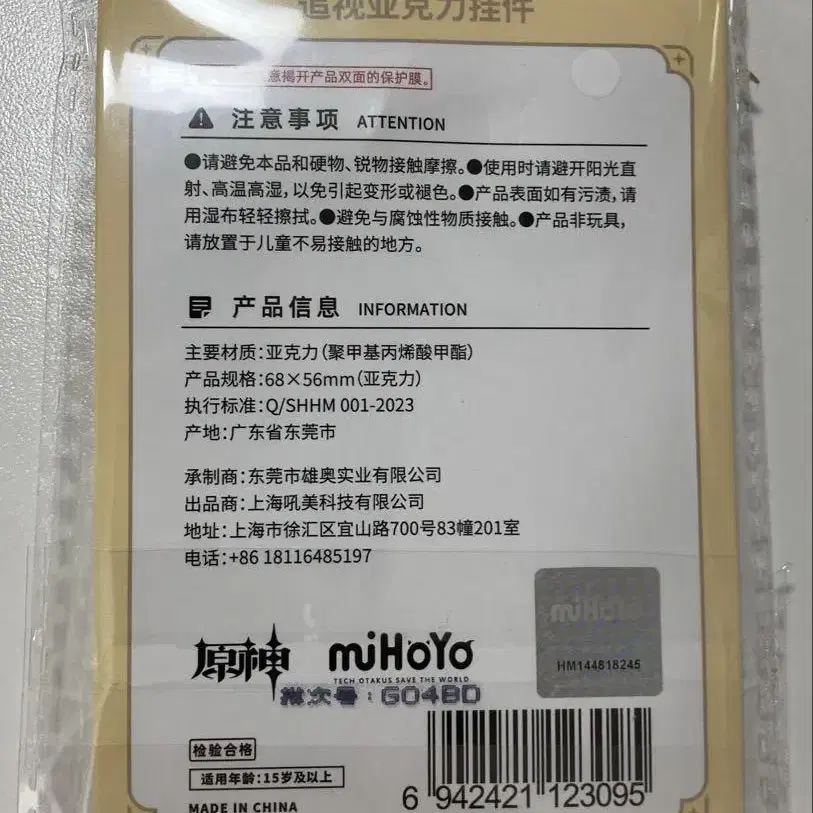 追视亚克力挂件
意揭开产品双面的保护膜。
注意事项 ATTENTION
●请避免本品和硬物、锐物接触摩擦。●使用时请避开阳光直
射、高温高湿，以免引起变形或褪色。●产品表面如有污渍，请
用湿布轻轻擦拭。●避免与腐蚀性物质接触。●产品非玩具，
请放置于儿童不易接触的地方。
产品信息 INFORMATION
主要材质：亚克力（聚甲基丙烯酸甲酯）
产品规格：68×56mm（亚克力）
执行标准：Q/SHHM 001-2023
产地：广东省东莞市
承制商：东莞市雄奥实业有限公司
出品商：上海吼美科技有限公司
地址：上海市徐汇区宜山路700号83幢201室
电话：+86 18116485197
miHoYo
HM144818245
原神 miHoYo
TECH OTAKUS SAVE THE WORLD
批次号：G04BD
检验合格
适用年龄：15岁及以上
MADE IN CHINA
6 942421 123095